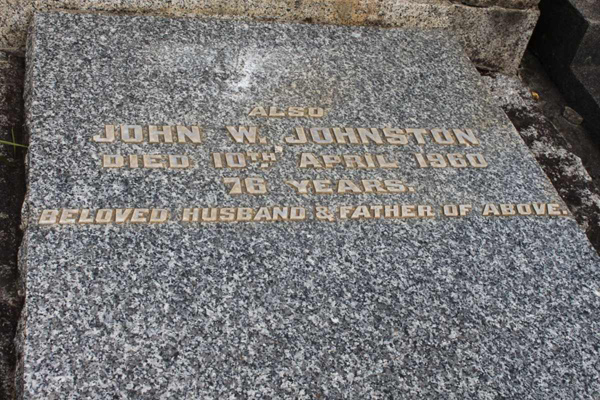 ALSO
JOHN W. JOHNSTON
DIED 10TH APRIL 1960
76 YEARS.
BELOVED HUSBAND & FATHER OF ABOVE.